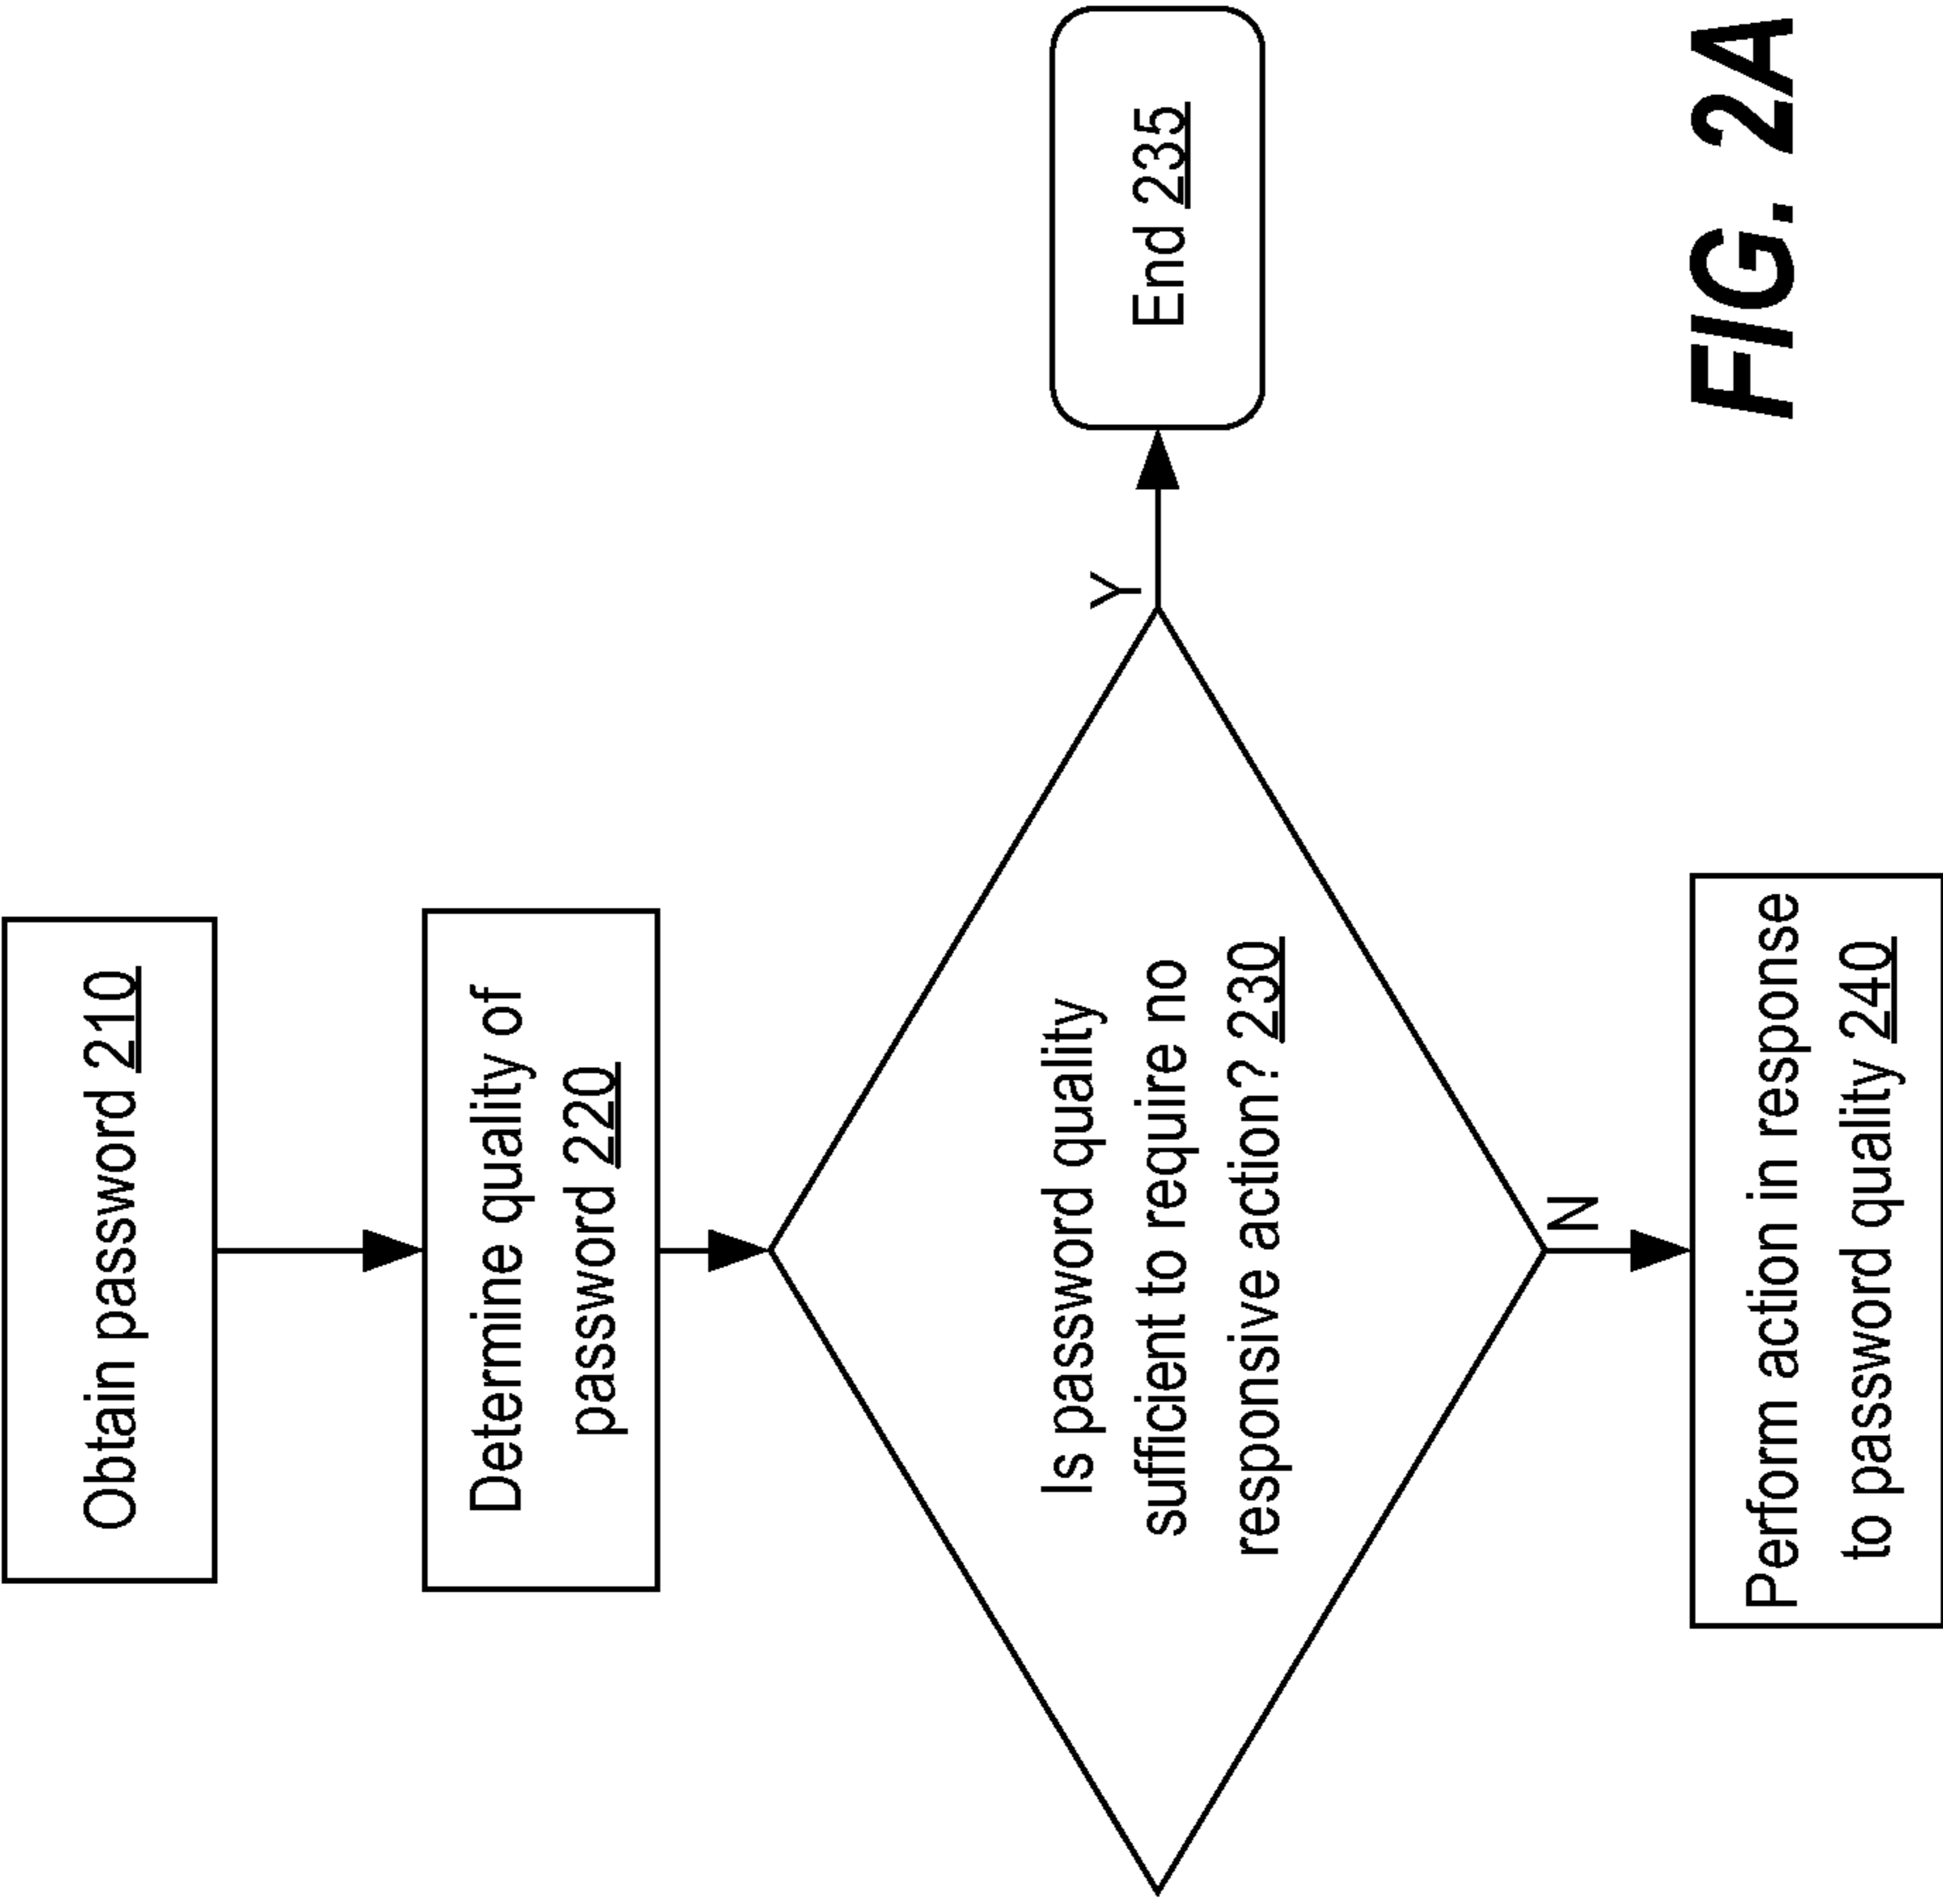 Obtain password 210
Determine quality of
password 220
Is password quality
sufficient to require no
responsive action? 230
Y
End 235
N
Perform action in response
to password quality 240
FIG. 2A